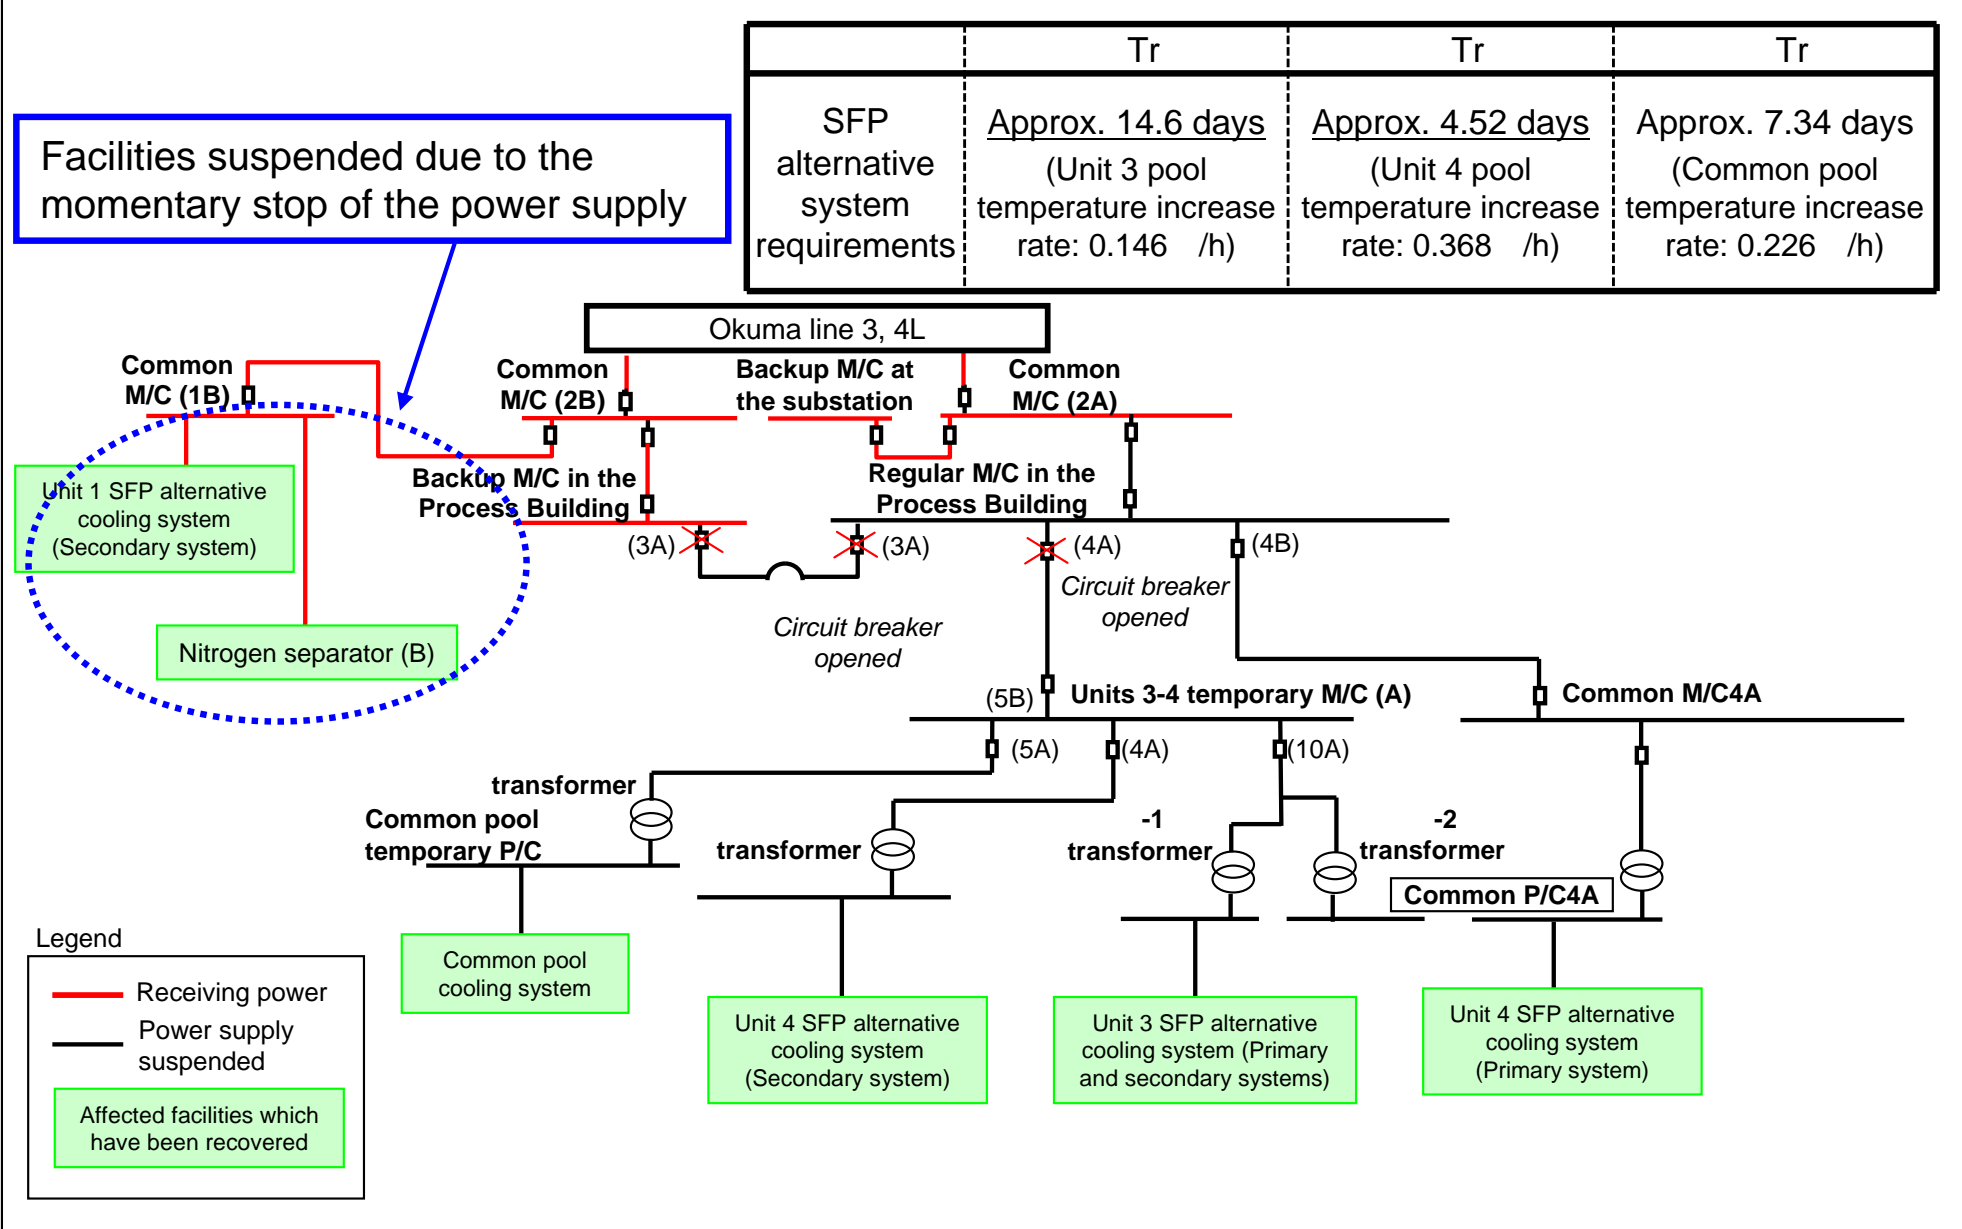 Tr
Tr
Tr
SFP
alternative
system
requirements
Approx. 14.6 days
(Unit 3 pool
temperature increase
rate: 0.146 /h)
Approx. 4.52 days
(Unit 4 pool
temperature increase
rate: 0.368 /h)
Approx. 7.34 days
(Common pool
temperature increase
rate: 0.226 /h)
Facilities suspended due to the
momentary stop of the power supply
Okuma line 3, 4L
Common
M/C (1B)
Common
M/C (2B)
Backup M/C at
the substation
Common
M/C (2A)
Unit 1 SFP alternative
cooling system
(Secondary system)
Backup M/C in the
Process Building
Regular M/C in the
Process Building
(3A)
(3A)
(4A)
(4B)
Circuit breaker
opened
Circuit breaker
opened
Nitrogen separator (B)
(5B)
Units 3-4 temporary M/C (A)
Common M/C4A
(5A)
(4A)
(10A)
transformer
Common pool
temporary P/C
transformer
-1
transformer
-2
transformer
Common P/C4A
Common pool
cooling system
Unit 4 SFP alternative
cooling system
(Secondary system)
Unit 3 SFP alternative
cooling system (Primary
and secondary systems)
Unit 4 SFP alternative
cooling system
(Primary system)
Legend
Receiving power
Power supply
suspended
Affected facilities which
have been recovered